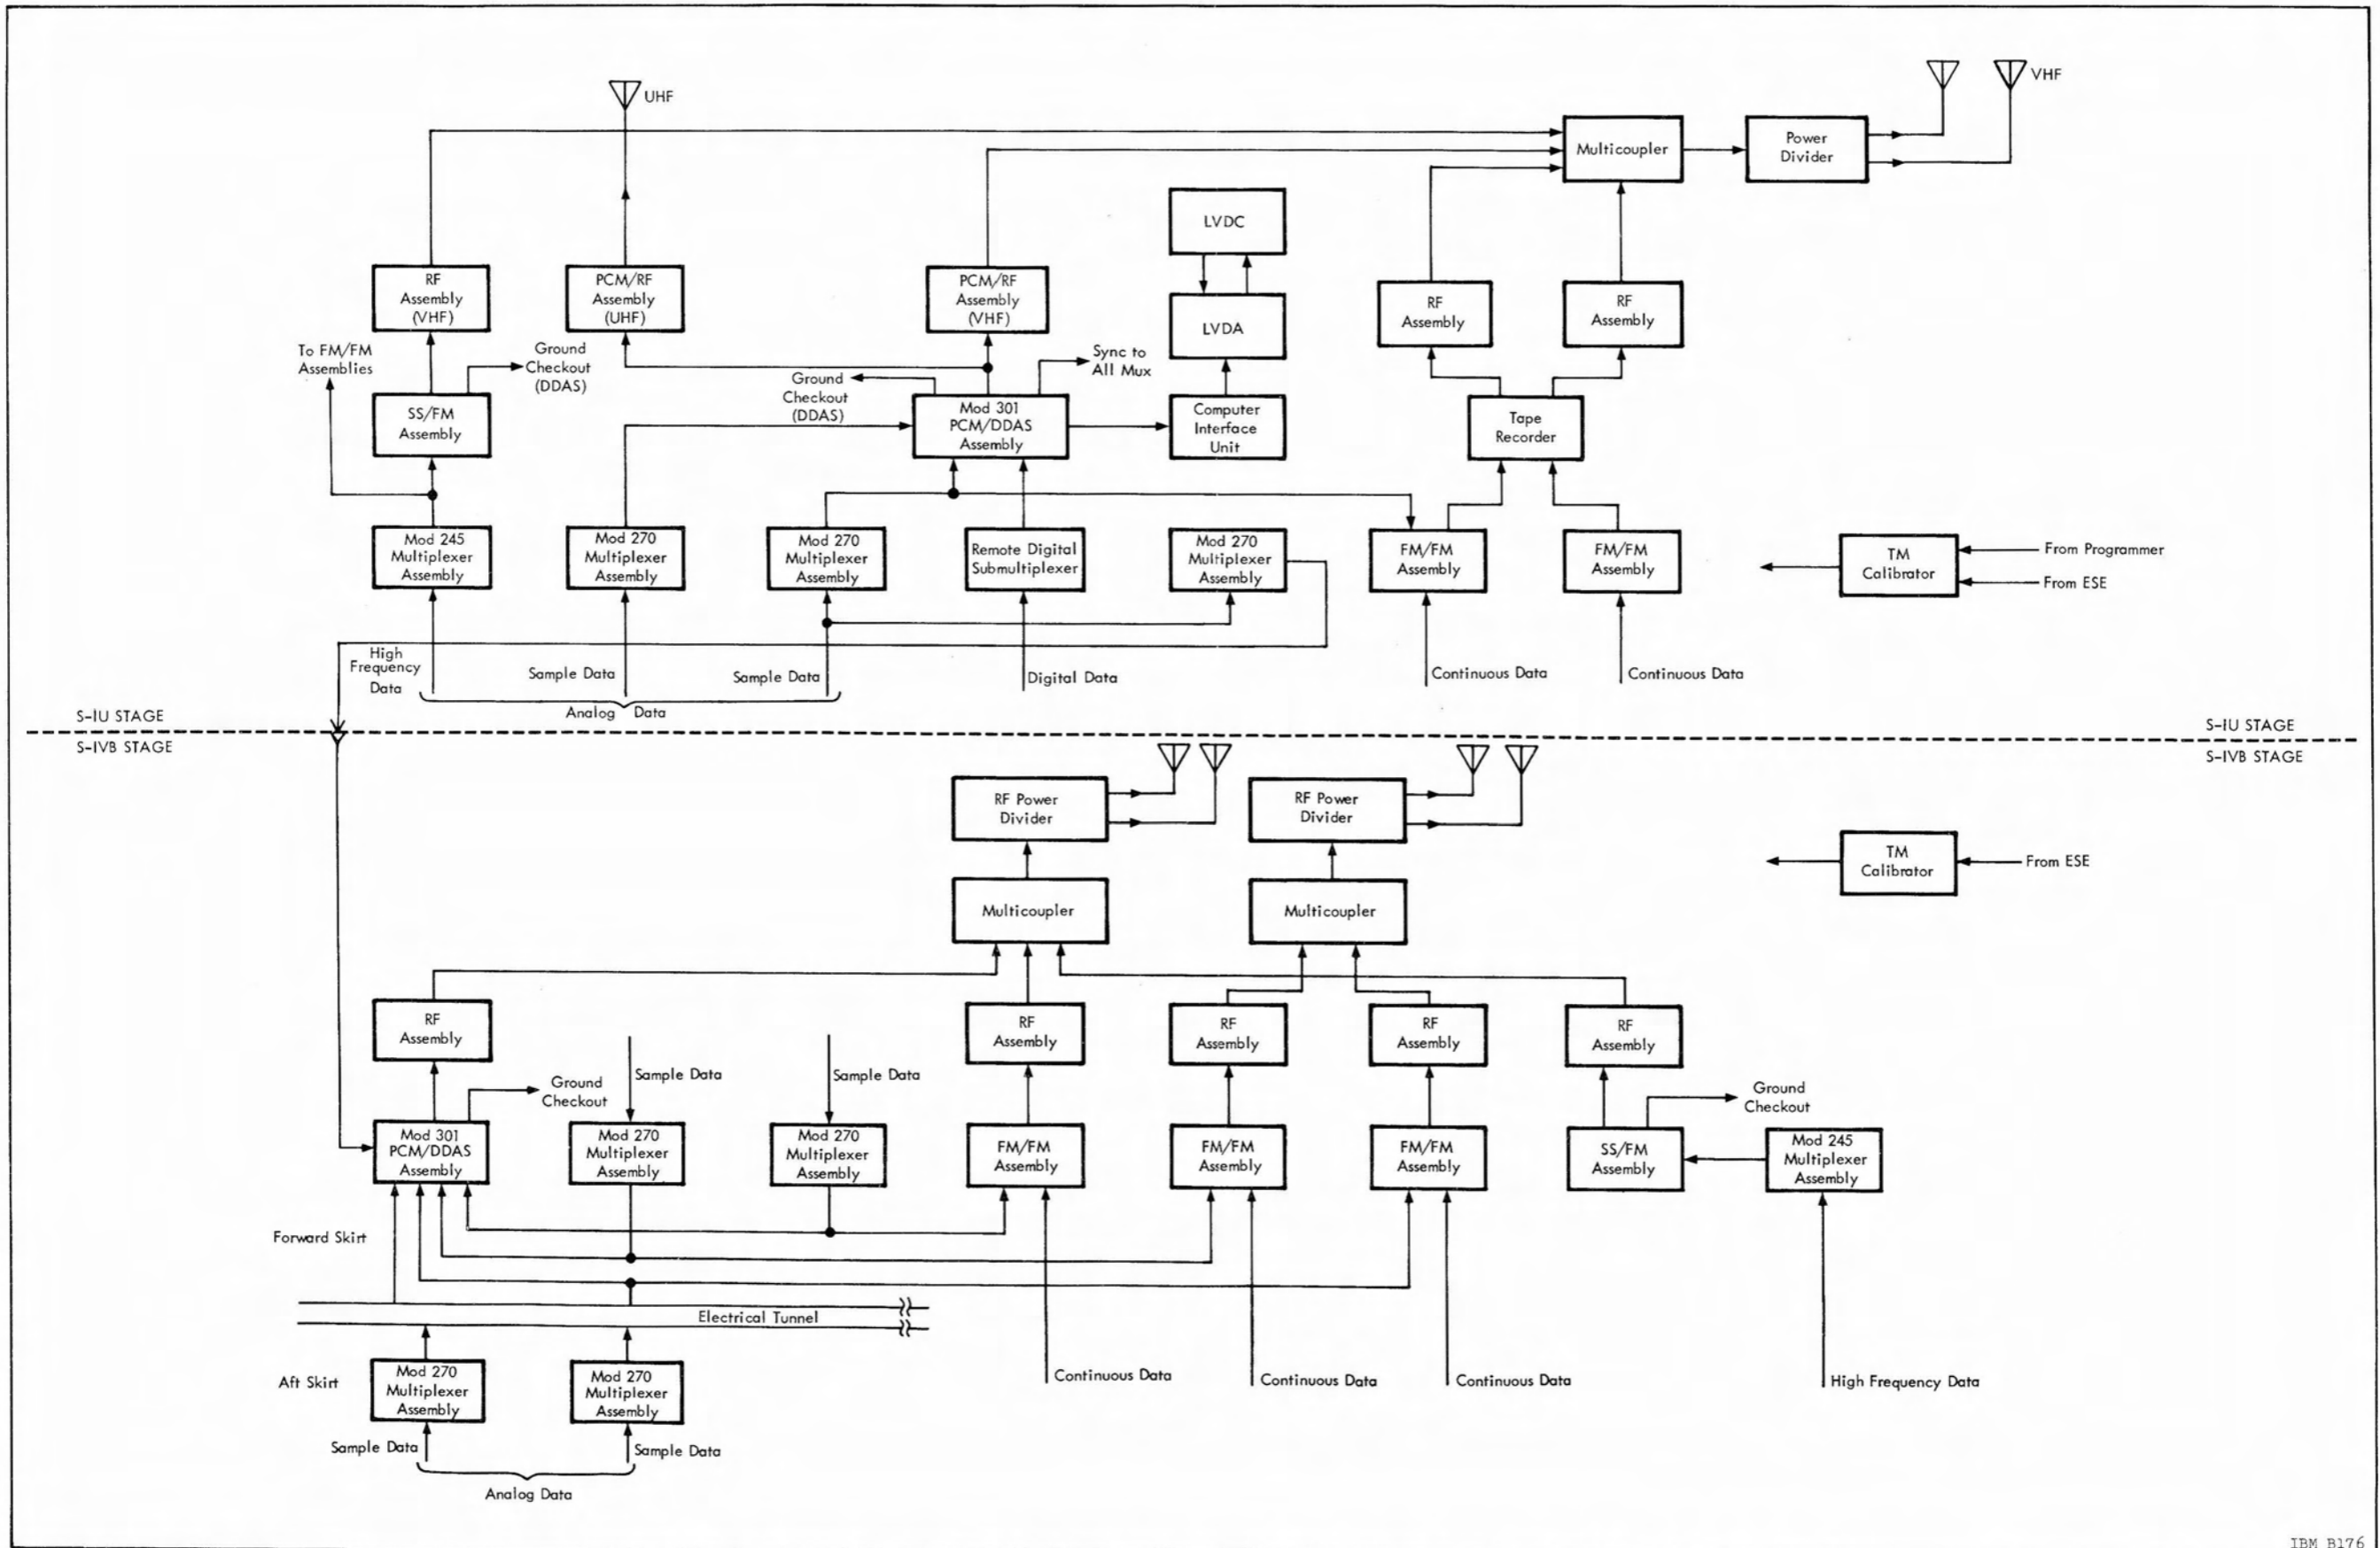 UHF
VHF
Multicoupler
Power
Divider
LVDC
RF
Assembly
(VHF)
PCM/RF
Assembly
(UHF)
PCM/RF
Assembly
(VHF)
LVDA
RF
Assembly
RF
Assembly
To FM/FM
Assemblies
Ground
Checkout
(DDAS)
Ground
Checkout
(DDAS)
Sync to
All Mux
SS/FM
Assembly
Mod 301
PCM/DDAS
Assembly
Computer
Interface
Unit
Tape
Recorder
Mod 245
Multiplexer
Assembly
Mod 270
Multiplexer
Assembly
Mod 270
Multiplexer
Assembly
Remote Digital
Submultiplexer
Mod 270
Multiplexer
Assembly
FM/FM
Assembly
FM/FM
Assembly
TM
Calibrator
From Programmer
From ESE
High
Frequency
Data
Sample Data
Sample Data
Digital Data
Continuous Data
Continuous Data
Analog Data
S-IU STAGE
S-IU STAGE
S-IVB STAGE
S-IVB STAGE
RF Power
Divider
RF Power
Divider
TM
Calibrator
From ESE
Multicoupler
Multicoupler
RF
Assembly
RF
Assembly
RF
Assembly
RF
Assembly
RF
Assembly
Ground
Checkout
Sample Data
Sample Data
Ground
Checkout
Mod 301
PCM/DDAS
Assembly
Mod 270
Multiplexer
Assembly
Mod 270
Multiplexer
Assembly
FM/FM
Assembly
FM/FM
Assembly
FM/FM
Assembly
SS/FM
Assembly
Mod 245
Multiplexer
Assembly
Forward Skirt
Electrical Tunnel
Aft Skirt
Mod 270
Multiplexer
Assembly
Mod 270
Multiplexer
Assembly
Continuous Data
Continuous Data
Continuous Data
High Frequency Data
Sample Data
Sample Data
Analog Data
IBM B176